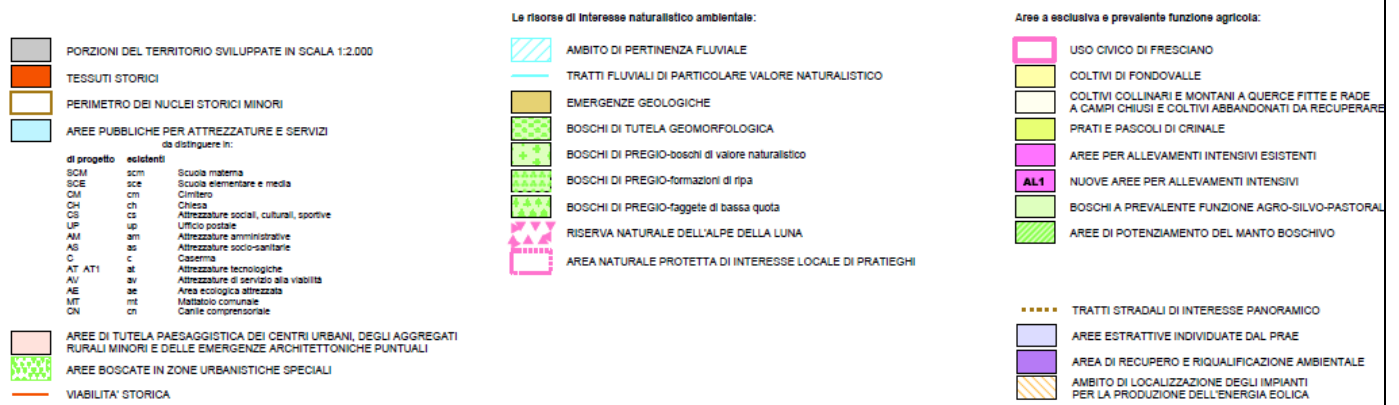 PORZIONI DEL TERRITORIO SVILUPPATE IN SCALA 1:2.000
TESSUTI STORICI
PERIMETRO DEI NUCLEI STORICI MINORI
AREE PUBBLICHE PER ATTREZZATURE E SERVIZI
da distinguere in:
di progetto esistenti
SCM scm Scuola materna
SCE sce Scuola elementare e media
CM cm Cimitero
CH ch Chiesa
CS cs Attrezzature sociali, culturali, sportive
UP up Ufficio postale
AM am Attrezzature amministrative
AS as Attrezzature socio-sanitarie
C c Caserma
AT AT1 at Attrezzature tecnologiche
AV av Attrezzature di servizio alla viabilità
AE ae Area ecologica attrezzata
MT mt Mattatoio comunale
CN cn Canile comprensoriale
AREE DI TUTELA PAESAGGISTICA DEI CENTRI URBANI, DEGLI AGGREGATI
RURALI MINORI E DELLE EMERGENZE ARCHITETTONICHE PUNTUALI
AREE BOSCATE IN ZONE URBANISTICHE SPECIALI
VIABILITA' STORICA
Le risorse di interesse naturalistico ambientale:
AMBITO DI PERTINENZA FLUVIALE
TRATTI FLUVIALI DI PARTICOLARE VALORE NATURALISTICO
EMERGENZE GEOLOGICHE
BOSCHI DI TUTELA GEOMORFOLOGICA
BOSCHI DI PREGIO-boschi di valore naturalistico
BOSCHI DI PREGIO-formazioni di ripa
BOSCHI DI PREGIO-faggete di bassa quota
RISERVA NATURALE DELL'ALPE DELLA LUNA
AREA NATURALE PROTETTA DI INTERESSE LOCALE DI PRATIEGHI
Aree a esclusiva e prevalente funzione agricola:
USO CIVICO DI FRESCIANO
COLTIVI DI FONDOVALLE
COLTIVI COLLINARI E MONTANI A QUERCE FITTE E RADE
A CAMPI CHIUSI E COLTIVI ABBANDONATI DA RECUPERARE
PRATI E PASCOLI DI CRINALE
AREE PER ALLEVAMENTI INTENSIVI ESISTENTI
AL1 NUOVE AREE PER ALLEVAMENTI INTENSIVI
BOSCHI A PREVALENTE FUNZIONE AGRO-SILVO-PASTORAL
AREE DI POTENZIAMENTO DEL MANTO BOSCHIVO
TRATTI STRADALI DI INTERESSE PANORAMICO
AREE ESTRATTIVE INDIVIDUATE DAL PRAE
AREA DI RECUPERO E RIQUALIFICAZIONE AMBIENTALE
AMBITO DI LOCALIZZAZIONE DEGLI IMPIANTI
PER LA PRODUZIONE DELL'ENERGIA EOLICA